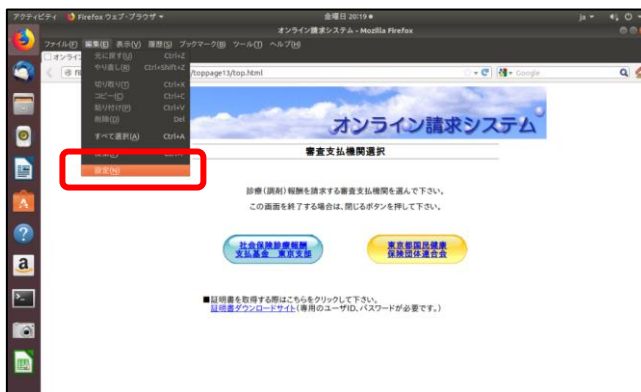 アクティビティ Firefox ウェブ・ブラウザ ▾ 金曜日 20:19 ja
オンライン請求システム - Mozilla Firefox
ファイル(F) 編集(E) 表示(V) 履歴(S) ブックマーク(B) ツール(T) ヘルプ(H)
元に戻す(U) Ctrl+Z
やり直し(R) Ctrl+Shift+Z
/toppage13/top.html Google
切り取り(T) Ctrl+X
コピー(C) Ctrl+C
貼り付け(P) Ctrl+V
削除(D) Del
すべて選択(A) Ctrl+A
設定(N)
オンライン請求システム
審査支払機関選択
診療(調剤)報酬を請求する審査支払機関を選んで下さい。
この画面を終了する場合は、閉じるボタンを押して下さい。
社会保険診療報酬
支払基金 東京支部
東京都国民健康
保険団体連合会
■証明書を取得する際はこちらをクリックして下さい。
証明書ダウンロードサイト(専用のユーザID、パスワードが必要です。)